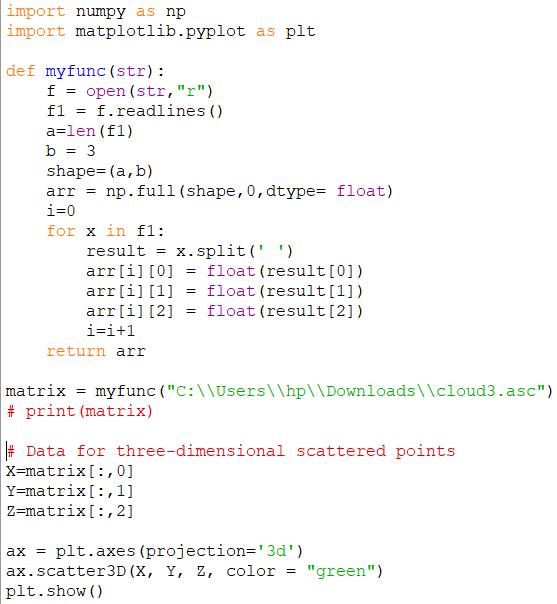 import numpy as np
import matplotlib.pyplot as plt

def myfunc(str):
    f = open(str,"r")
    f1 = f.readlines()
    a=len(f1)
    b = 3
    shape=(a,b)
    arr = np.full(shape,0,dtype= float)
    i=0
    for x in f1:
        result = x.split(' ')
        arr[i][0] = float(result[0])
        arr[i][1] = float(result[1])
        arr[i][2] = float(result[2])
        i=i+1
    return arr

matrix = myfunc("C:\\Users\\hp\\Downloads\\cloud3.asc")
# print(matrix)

# Data for three-dimensional scattered points
X=matrix[:,0]
Y=matrix[:,1]
Z=matrix[:,2]

ax = plt.axes(projection='3d')
ax.scatter3D(X, Y, Z, color = "green")
plt.show()